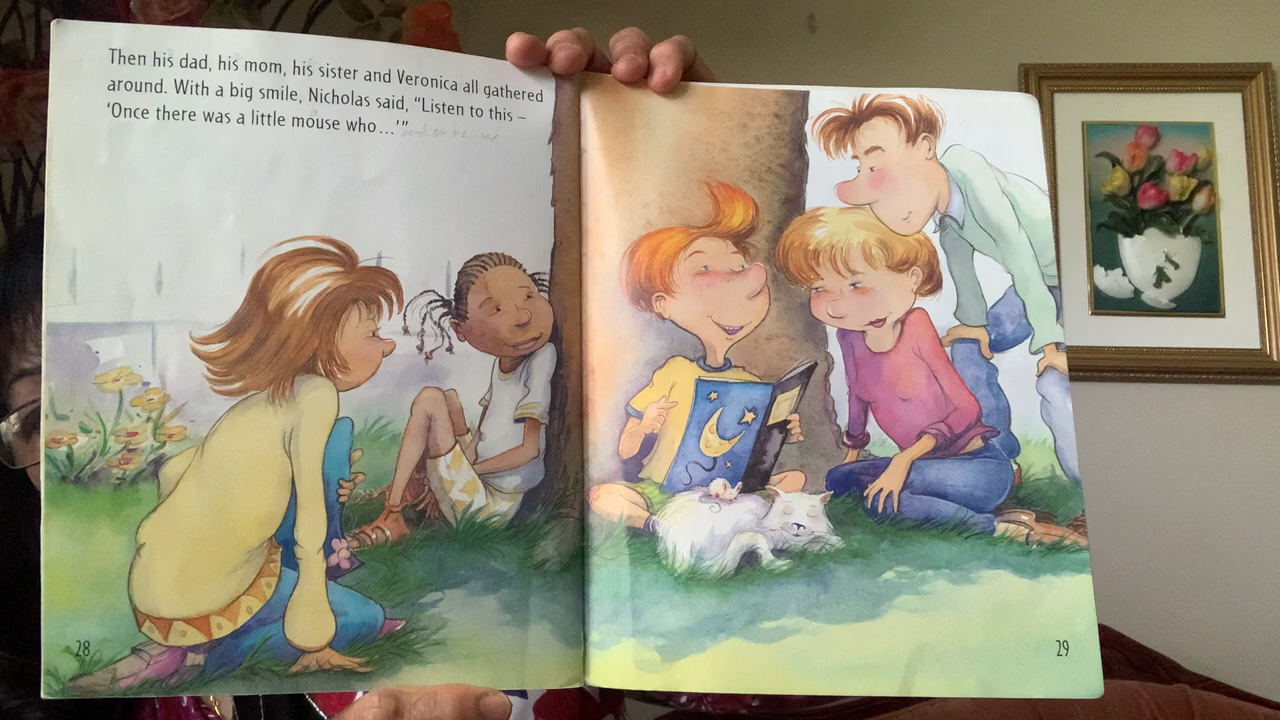 Then his dad, his mom, his sister and Veronica all gathered
around. With a big smile, Nicholas said, “Listen to this –
‘Once there was a little mouse who...’”
28
29